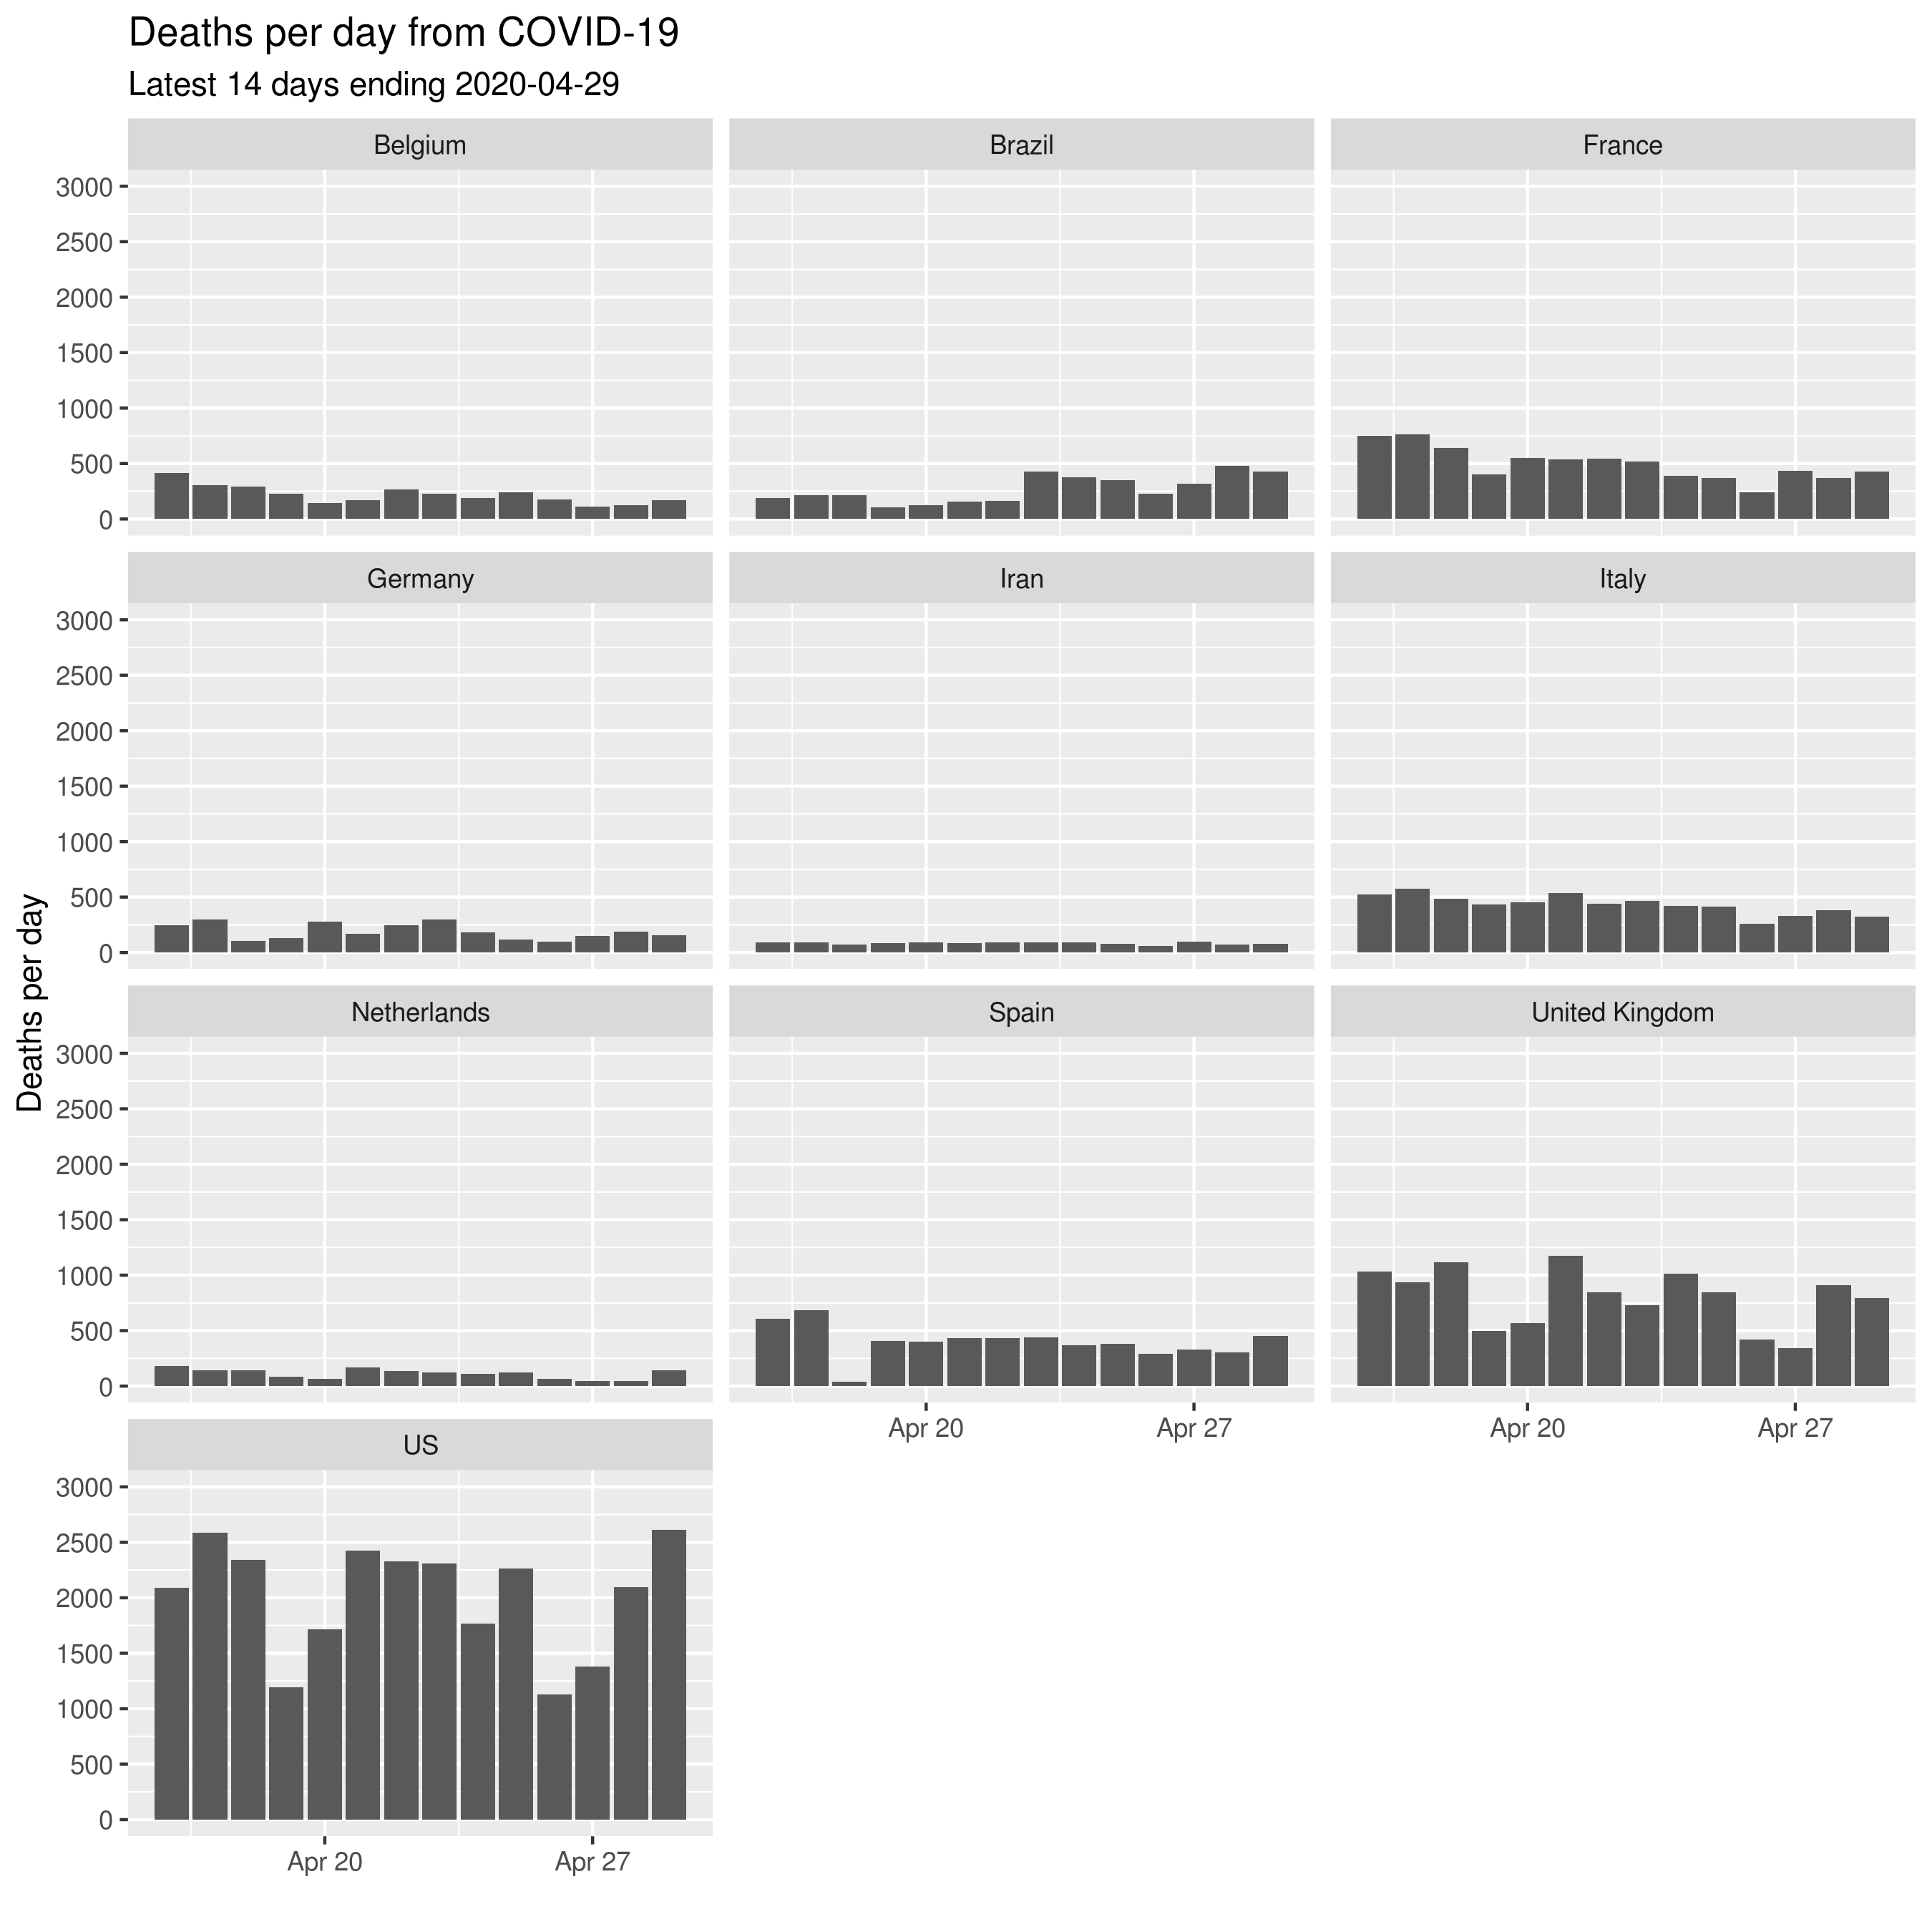 Deaths per day from COVID-19
Latest 14 days ending 2020-04-29
Belgium
Brazil
France
3000
2500
2000
1500
1000
500
0
Germany
Iran
Italy
3000
2500
2000
1500
1000
500
0
Deaths per day
Netherlands
Spain
United Kingdom
3000
2500
2000
1500
1000
500
0
Apr 20
Apr 27
Apr 20
Apr 27
US
3000
2500
2000
1500
1000
500
0
Apr 20
Apr 27